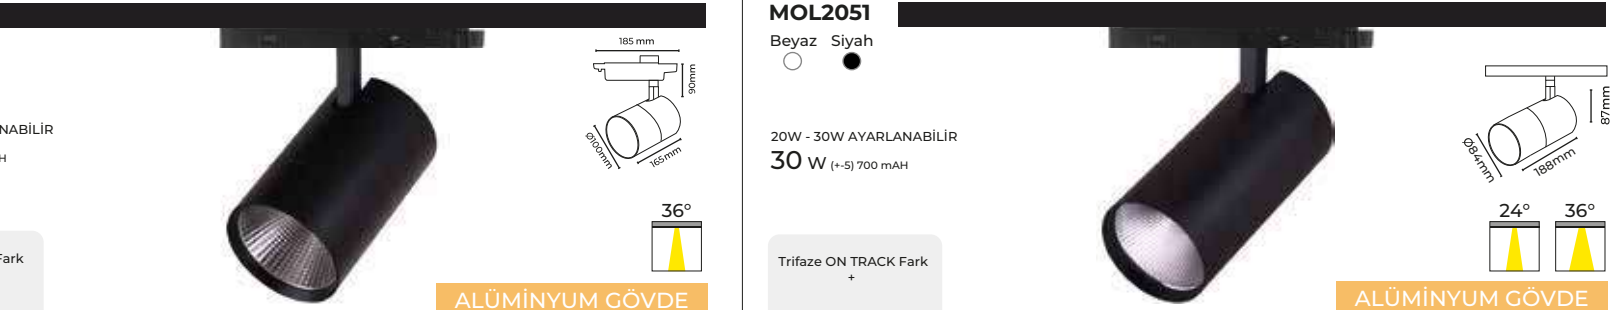 185 mm
90mm
NABİLİR
Ø100mm
165mm
H
36°
Fark
ALÜMİNYUM GÖVDE
MOL2051
Beyaz Siyah
87mm
20W - 30W AYARLANABİLİR
Ø84mm
188mm
30 W (+-5) 700 mAH
24° 36°
Trifaze ON TRACK Fark
+
ALÜMİNYUM GÖVDE